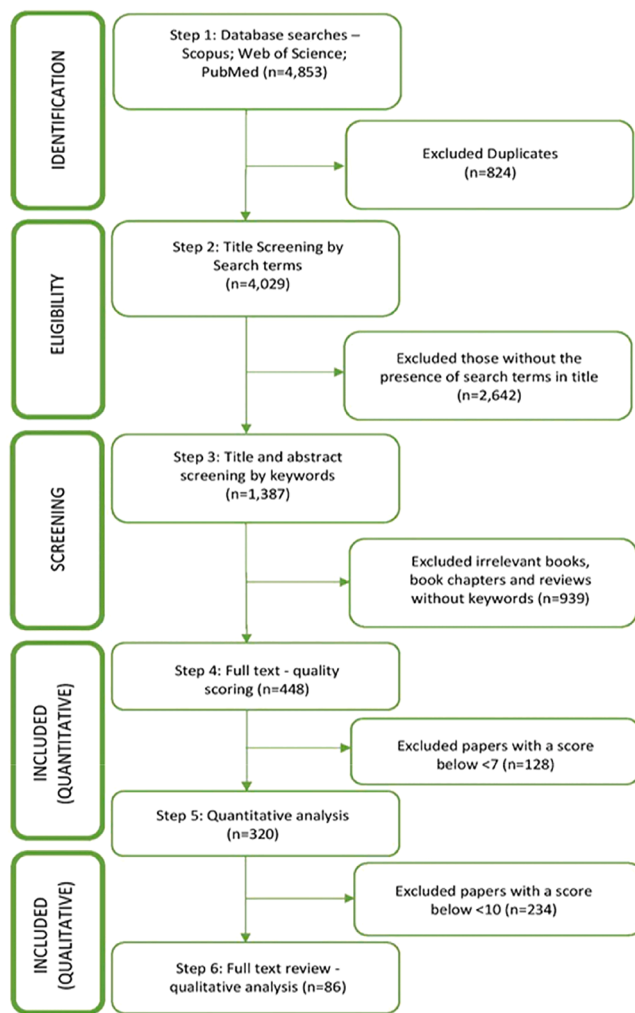 IDENTIFICATION
Step 1: Database searches –
Scopus; Web of Science;
PubMed (n=4,853)
Excluded Duplicates
(n=824)
ELIGIBILITY
Step 2: Title Screening by
Search terms
(n=4,029)
Excluded those without the
presence of search terms in title
(n=2,642)
SCREENING
Step 3: Title and abstract
screening by keywords
(n=1,387)
Excluded irrelevant books,
book chapters and reviews
without keywords (n=939)
INCLUDED
(QUANTITATIVE)
Step 4: Full text - quality
scoring (n=448)
Excluded papers with a score
below <7 (n=128)
Step 5: Quantitative analysis
(n=320)
INCLUDED
(QUALITATIVE)
Excluded papers with a score
below <10 (n=234)
Step 6: Full text review -
qualitative analysis (n=86)